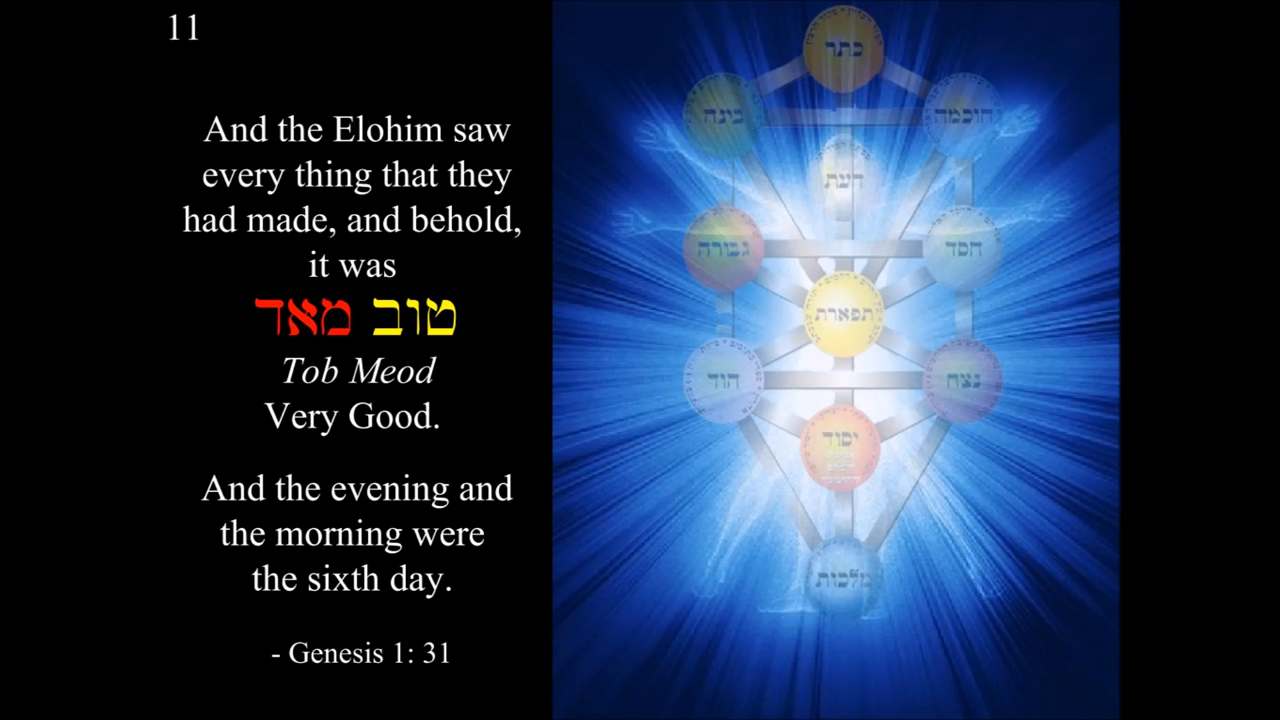 11
And the Elohim saw
every thing that they
had made, and behold,
it was
טוב מאד
Tob Meod
Very Good.
And the evening and
the morning were
the sixth day.
- Genesis 1: 31
כתר
בינה
חוכמה
דעת
גבורה
חסד
תפארת
הוד
נצח
יסוד
מלכות